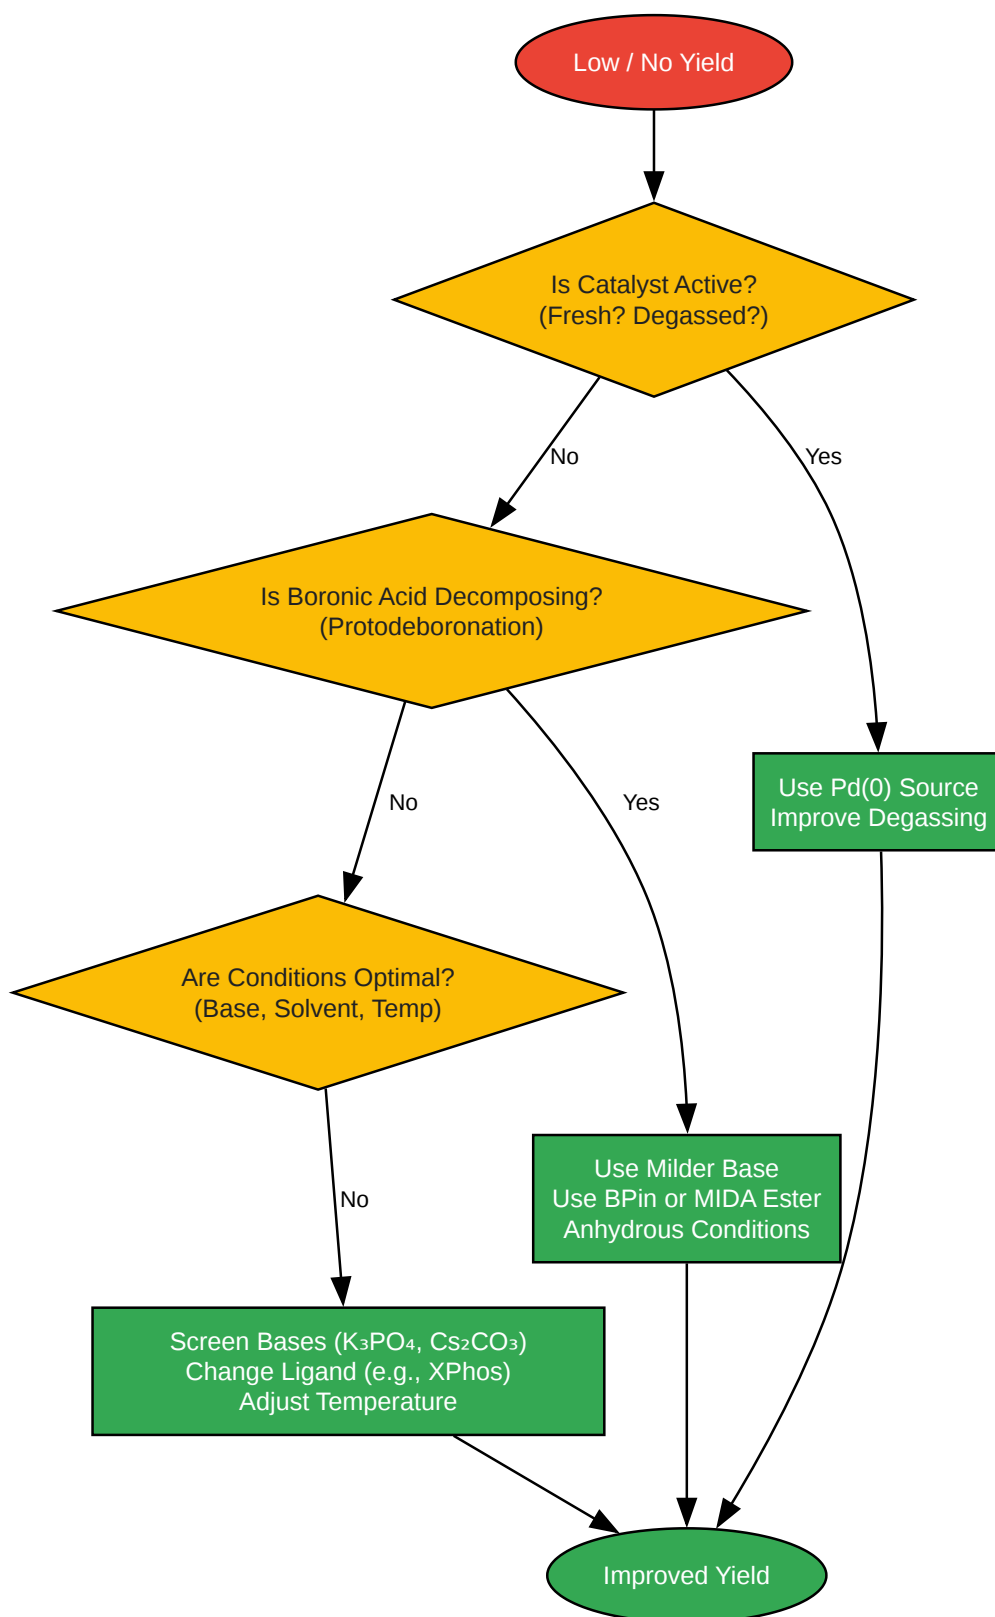 Low / No Yield
Is Catalyst Active?
(Fresh? Degassed?)
No
Yes
Is Boronic Acid Decomposing?
(Protodeboronation)
No
Yes
Use Pd(0) Source
Improve Degassing
Are Conditions Optimal?
(Base, Solvent, Temp)
No
Use Milder Base
Use BPin or MIDA Ester
Anhydrous Conditions
Screen Bases (K₃PO₄, Cs₂CO₃)
Change Ligand (e.g., XPhos)
Adjust Temperature
Improved Yield